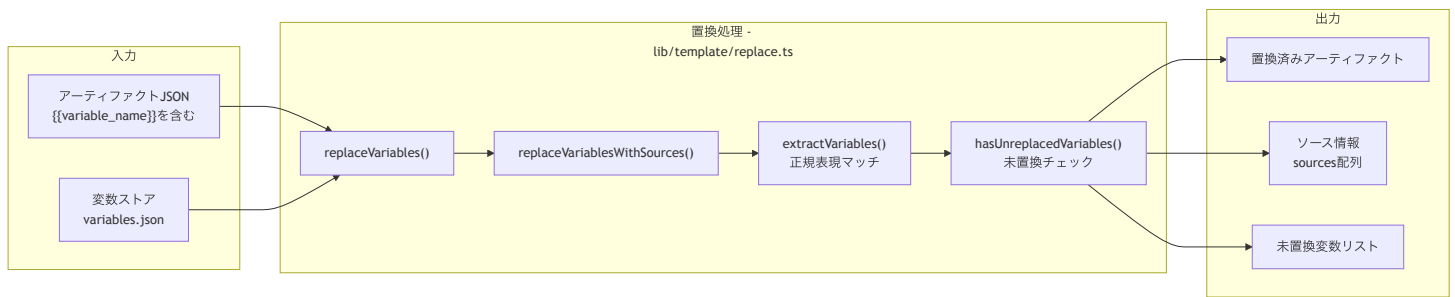 入力
アーティファクトJSON
{{variable_name}}を含む
変数ストア
variables.json
置換処理 -
lib/template/replace.ts
replaceVariables()
replaceVariablesWithSources()
extractVariables()
正規表現マッチ
hasUnreplacedVariables()
未置換チェック
出力
置換済みアーティファクト
ソース情報
sources配列
未置換変数リスト